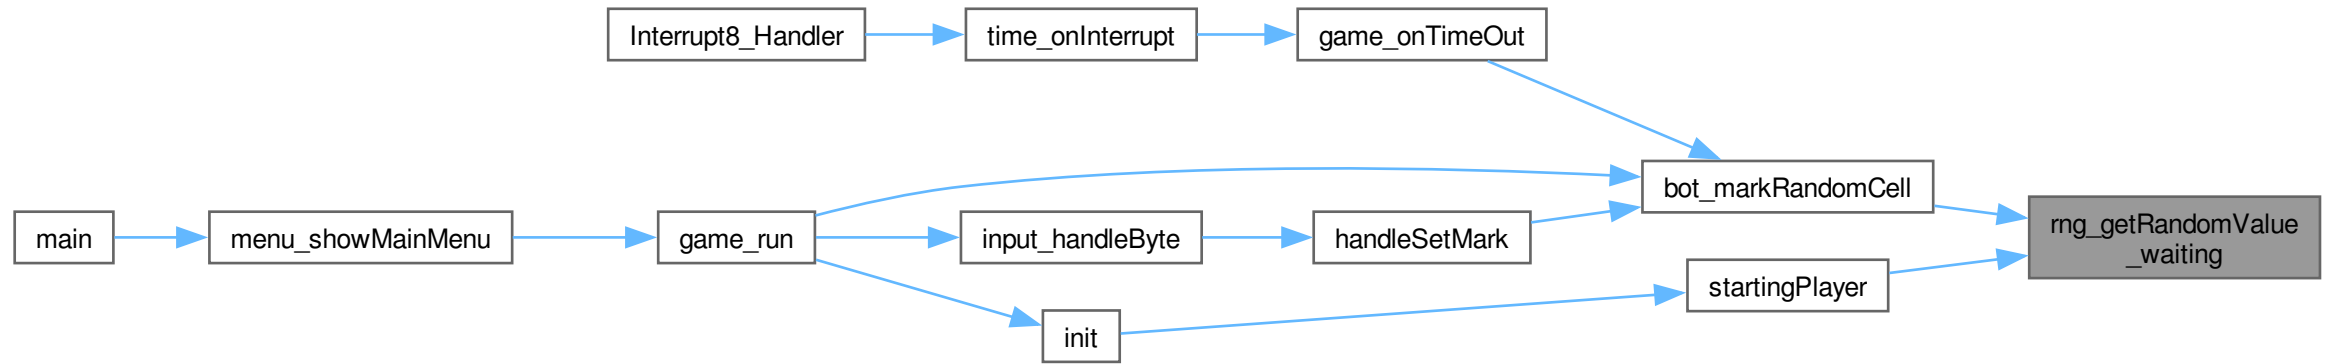 Interrupt8_Handler
time_onInterrupt
game_onTimeOut
main
menu_showMainMenu
game_run
input_handleByte
handleSetMark
init
bot_markRandomCell
startingPlayer
rng_getRandomValue
_waiting